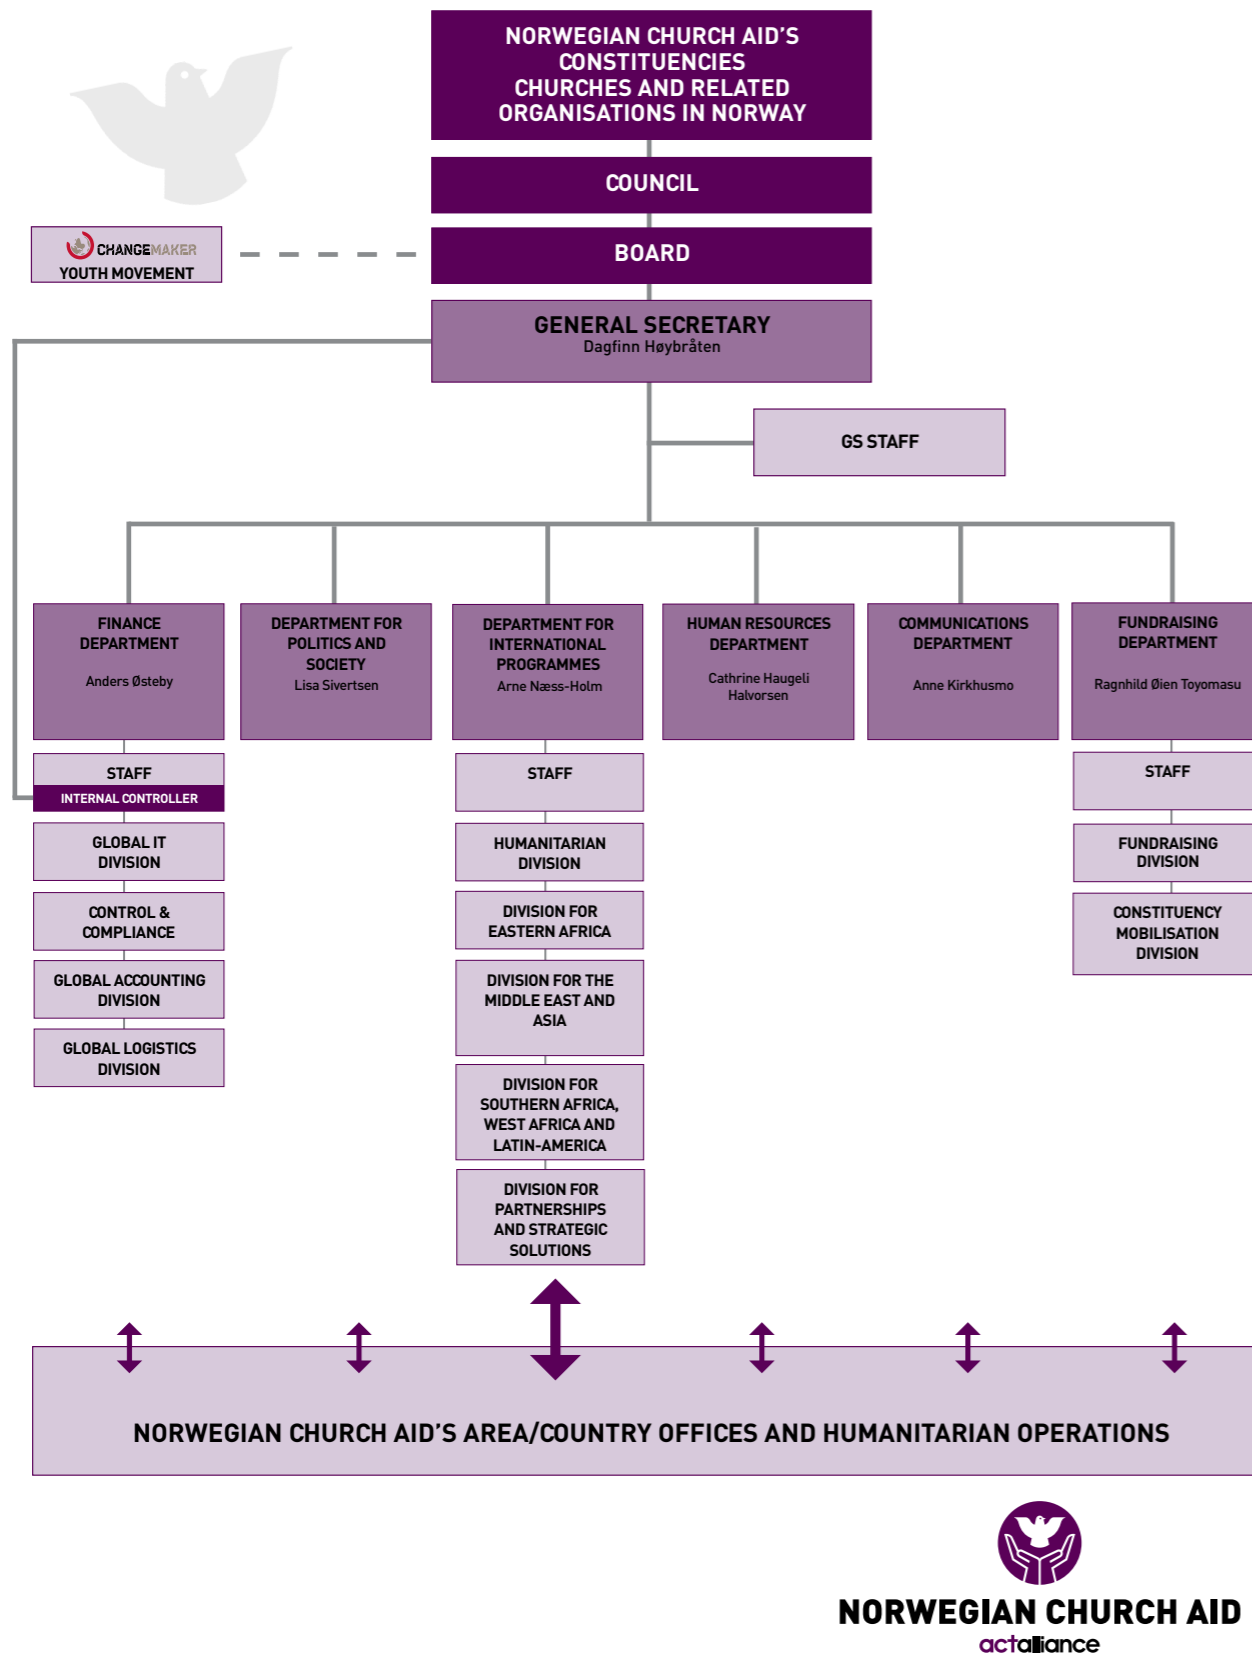 NORWEGIAN CHURCH AID'S
CONSTITUENCIES
CHURCHES AND RELATED
ORGANISATIONS IN NORWAY
COUNCIL
CHANGEMAKER
YOUTH MOVEMENT
BOARD
GENERAL SECRETARY
Dagfinn Høybråten
GS STAFF
FINANCE
DEPARTMENT
Anders Østeby
DEPARTMENT FOR
POLITICS AND
SOCIETY
Lisa Sivertsen
DEPARTMENT FOR
INTERNATIONAL
PROGRAMMES
Arne Næss-Holm
HUMAN RESOURCES
DEPARTMENT
Cathrine Haugeli
Halvorsen
COMMUNICATIONS
DEPARTMENT
Anne Kirkhusmo
FUNDRAISING
DEPARTMENT
Ragnhild Øien Toyomasu
STAFF
INTERNAL CONTROLLER
GLOBAL IT
DIVISION
CONTROL &
COMPLIANCE
GLOBAL ACCOUNTING
DIVISION
GLOBAL LOGISTICS
DIVISION
STAFF
HUMANITARIAN
DIVISION
DIVISION FOR
EASTERN AFRICA
DIVISION FOR THE
MIDDLE EAST AND
ASIA
DIVISION FOR
SOUTHERN AFRICA,
WEST AFRICA AND
LATIN-AMERICA
DIVISION FOR
PARTNERSHIPS
AND STRATEGIC
SOLUTIONS
STAFF
FUNDRAISING
DIVISION
CONSTITUENCY
MOBILISATION
DIVISION
NORWEGIAN CHURCH AID'S AREA/COUNTRY OFFICES AND HUMANITARIAN OPERATIONS
NORWEGIAN CHURCH AID
actalliance